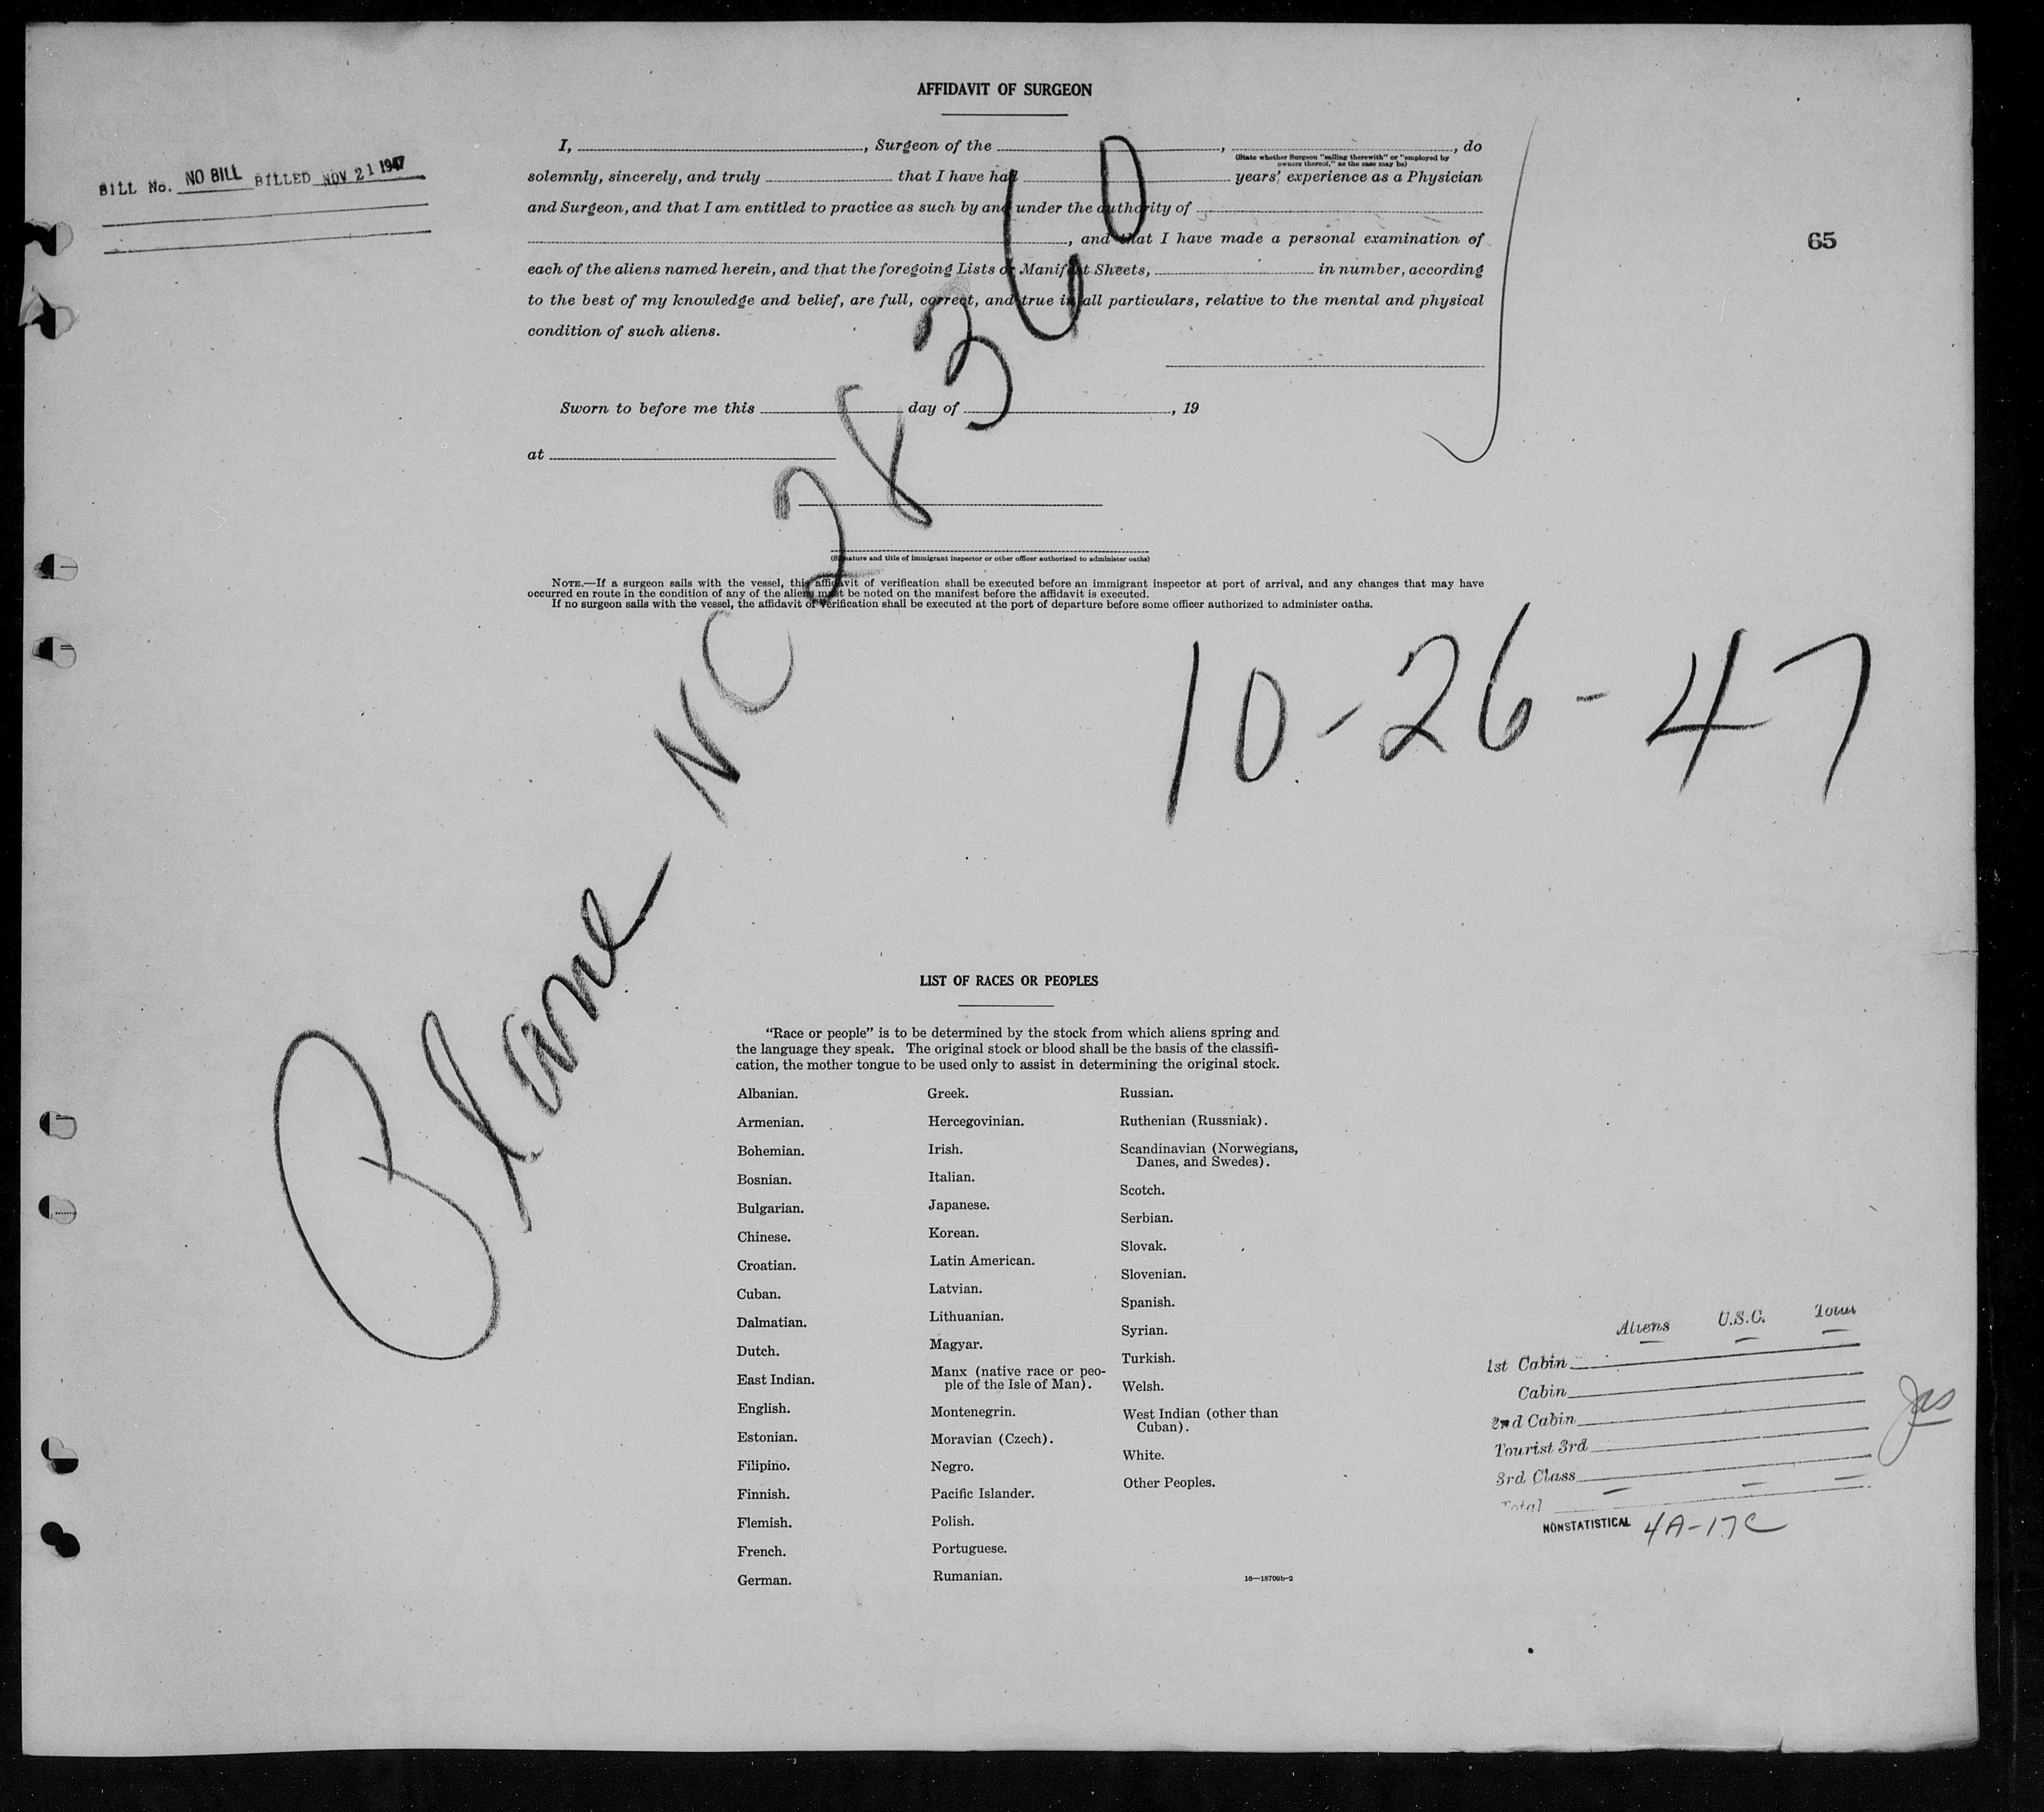 AFFIDAVIT OF SURGEON
BILL No. NO BILL BILLED NOV 21 1947
I, , Surgeon of the , , do
(State whether Surgeon "sailing therewith" or "employed by owners thereof," as the case may be)
solemnly, sincerely, and truly that I have had years' experience as a Physician
and Surgeon, and that I am entitled to practice as such by and under the authority of
, and that I have made a personal examination of
65
each of the aliens named herein, and that the foregoing Lists or Manifest Sheets, in number, according
to the best of my knowledge and belief, are full, correct, and true in all particulars, relative to the mental and physical
condition of such aliens.
Sworn to before me this day of , 19
at
(Signature and title of immigrant inspector or other officer authorized to administer oaths)
NOTE.—If a surgeon sails with the vessel, this affidavit of verification shall be executed before an immigrant inspector at port of arrival, and any changes that may have
occurred en route in the condition of any of the aliens must be noted on the manifest before the affidavit is executed.
If no surgeon sails with the vessel, the affidavit of verification shall be executed at the port of departure before some officer authorized to administer oaths.
Plane NC 28360
10-26-47
LIST OF RACES OR PEOPLES
"Race or people" is to be determined by the stock from which aliens spring and
the language they speak. The original stock or blood shall be the basis of the classifi-
cation, the mother tongue to be used only to assist in determining the original stock.
Albanian.
Armenian.
Bohemian.
Bosnian.
Bulgarian.
Chinese.
Croatian.
Cuban.
Dalmatian.
Dutch.
East Indian.
English.
Estonian.
Filipino.
Finnish.
Flemish.
French.
German.
Greek.
Hercegovinian.
Irish.
Italian.
Japanese.
Korean.
Latin American.
Latvian.
Lithuanian.
Magyar.
Manx (native race or peo-
ple of the Isle of Man).
Montenegrin.
Moravian (Czech).
Negro.
Pacific Islander.
Polish.
Portuguese.
Rumanian.
Russian.
Ruthenian (Russniak).
Scandinavian (Norwegians,
Danes, and Swedes).
Scotch.
Serbian.
Slovak.
Slovenian.
Spanish.
Syrian.
Turkish.
Welsh.
West Indian (other than
Cuban).
White.
Other Peoples.
16—18709b-2
Aliens U.S.C. Total
1st Cabin
Cabin
2nd Cabin
Tourist 3rd
3rd Class
Total
NONSTATISTICAL 4A-17C